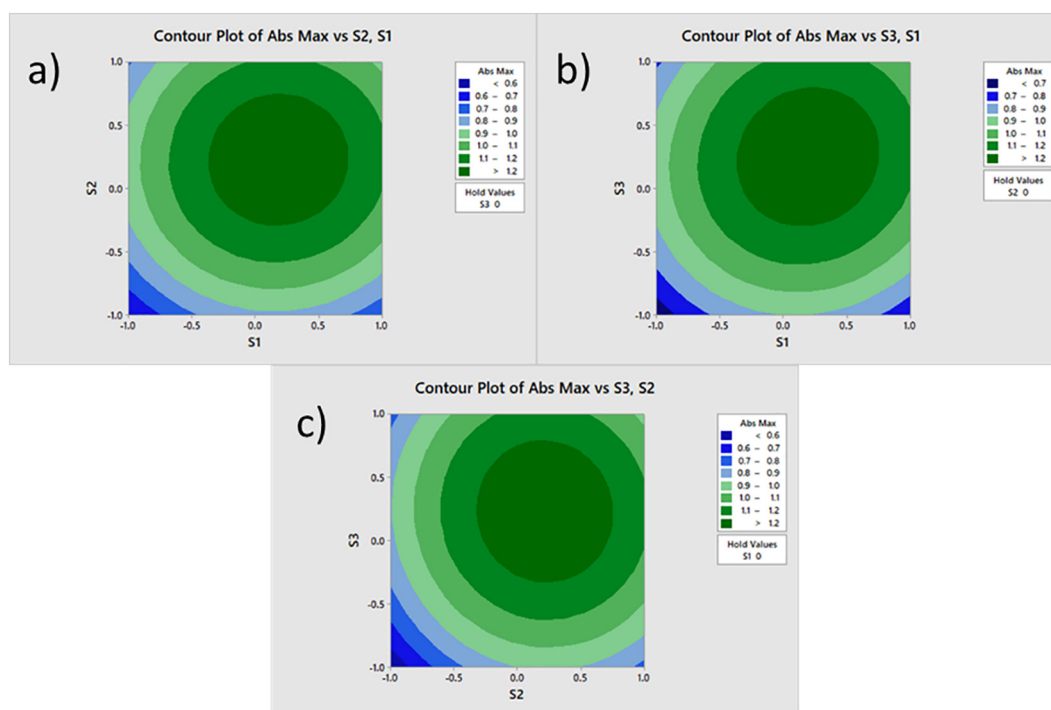 a)
Contour Plot of Abs Max vs S2, S1
1.0
0.5
0.0
-0.5
-1.0
S2
-1.0 -0.5 0.0 0.5 1.0
S1
Abs Max
< 0.6
0.6 – 0.7
0.7 – 0.8
0.8 – 0.9
0.9 – 1.0
1.0 – 1.1
1.1 – 1.2
> 1.2
Hold Values
S3 0
b)
Contour Plot of Abs Max vs S3, S1
1.0
0.5
0.0
-0.5
-1.0
S3
-1.0 -0.5 0.0 0.5 1.0
S1
Abs Max
< 0.7
0.7 – 0.8
0.8 – 0.9
0.9 – 1.0
1.0 – 1.1
1.1 – 1.2
> 1.2
Hold Values
S2 0
c)
Contour Plot of Abs Max vs S3, S2
1.0
0.5
0.0
-0.5
-1.0
S3
-1.0 -0.5 0.0 0.5 1.0
S2
Abs Max
< 0.6
0.6 – 0.7
0.7 – 0.8
0.8 – 0.9
0.9 – 1.0
1.0 – 1.1
1.1 – 1.2
> 1.2
Hold Values
S1 0